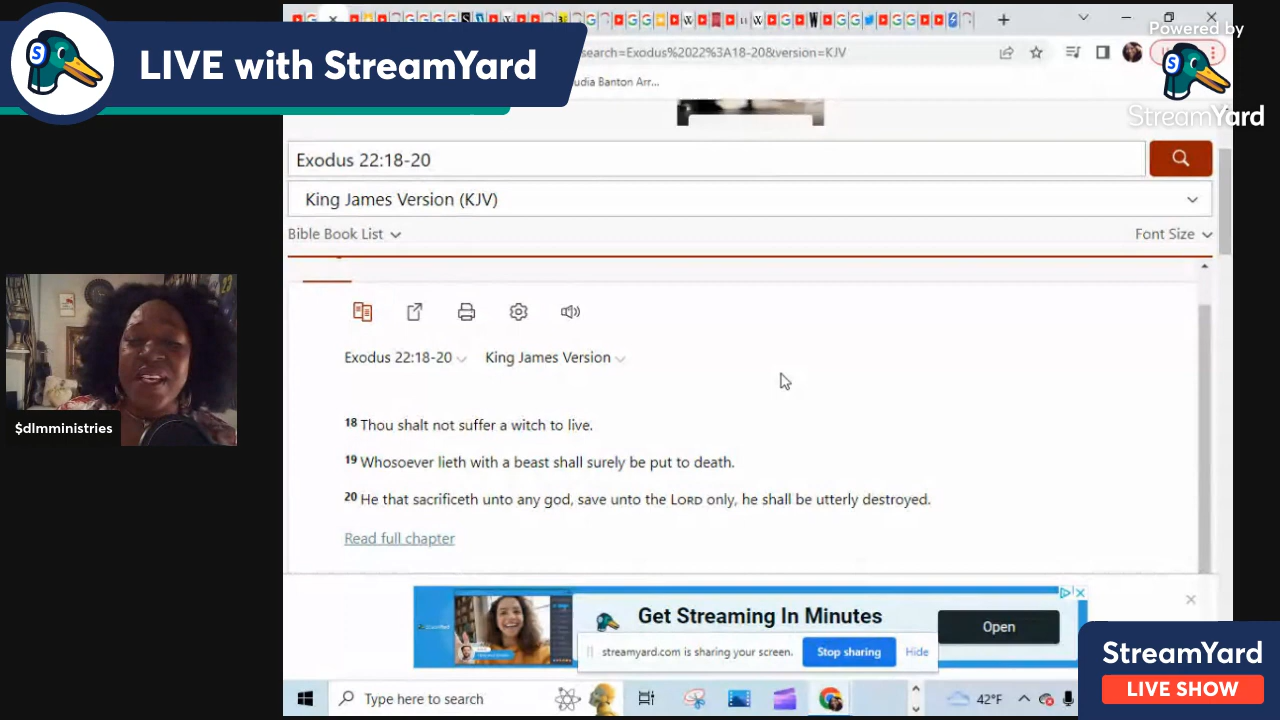 LIVE with StreamYard
search=Exodus%2022%3A18-20&version=KJV
Powered by
StreamYard
udia Banton Arr...
Exodus 22:18-20
King James Version (KJV)
Bible Book List
Font Size
Exodus 22:18-20 King James Version
18 Thou shalt not suffer a witch to live.
19 Whosoever lieth with a beast shall surely be put to death.
20 He that sacrificeth unto any god, save unto the LORD only, he shall be utterly destroyed.
Read full chapter
$dlmministries
Get Streaming In Minutes
Open
streamyard.com is sharing your screen.
Stop sharing
Hide
StreamYard
LIVE SHOW
Type here to search
42°F